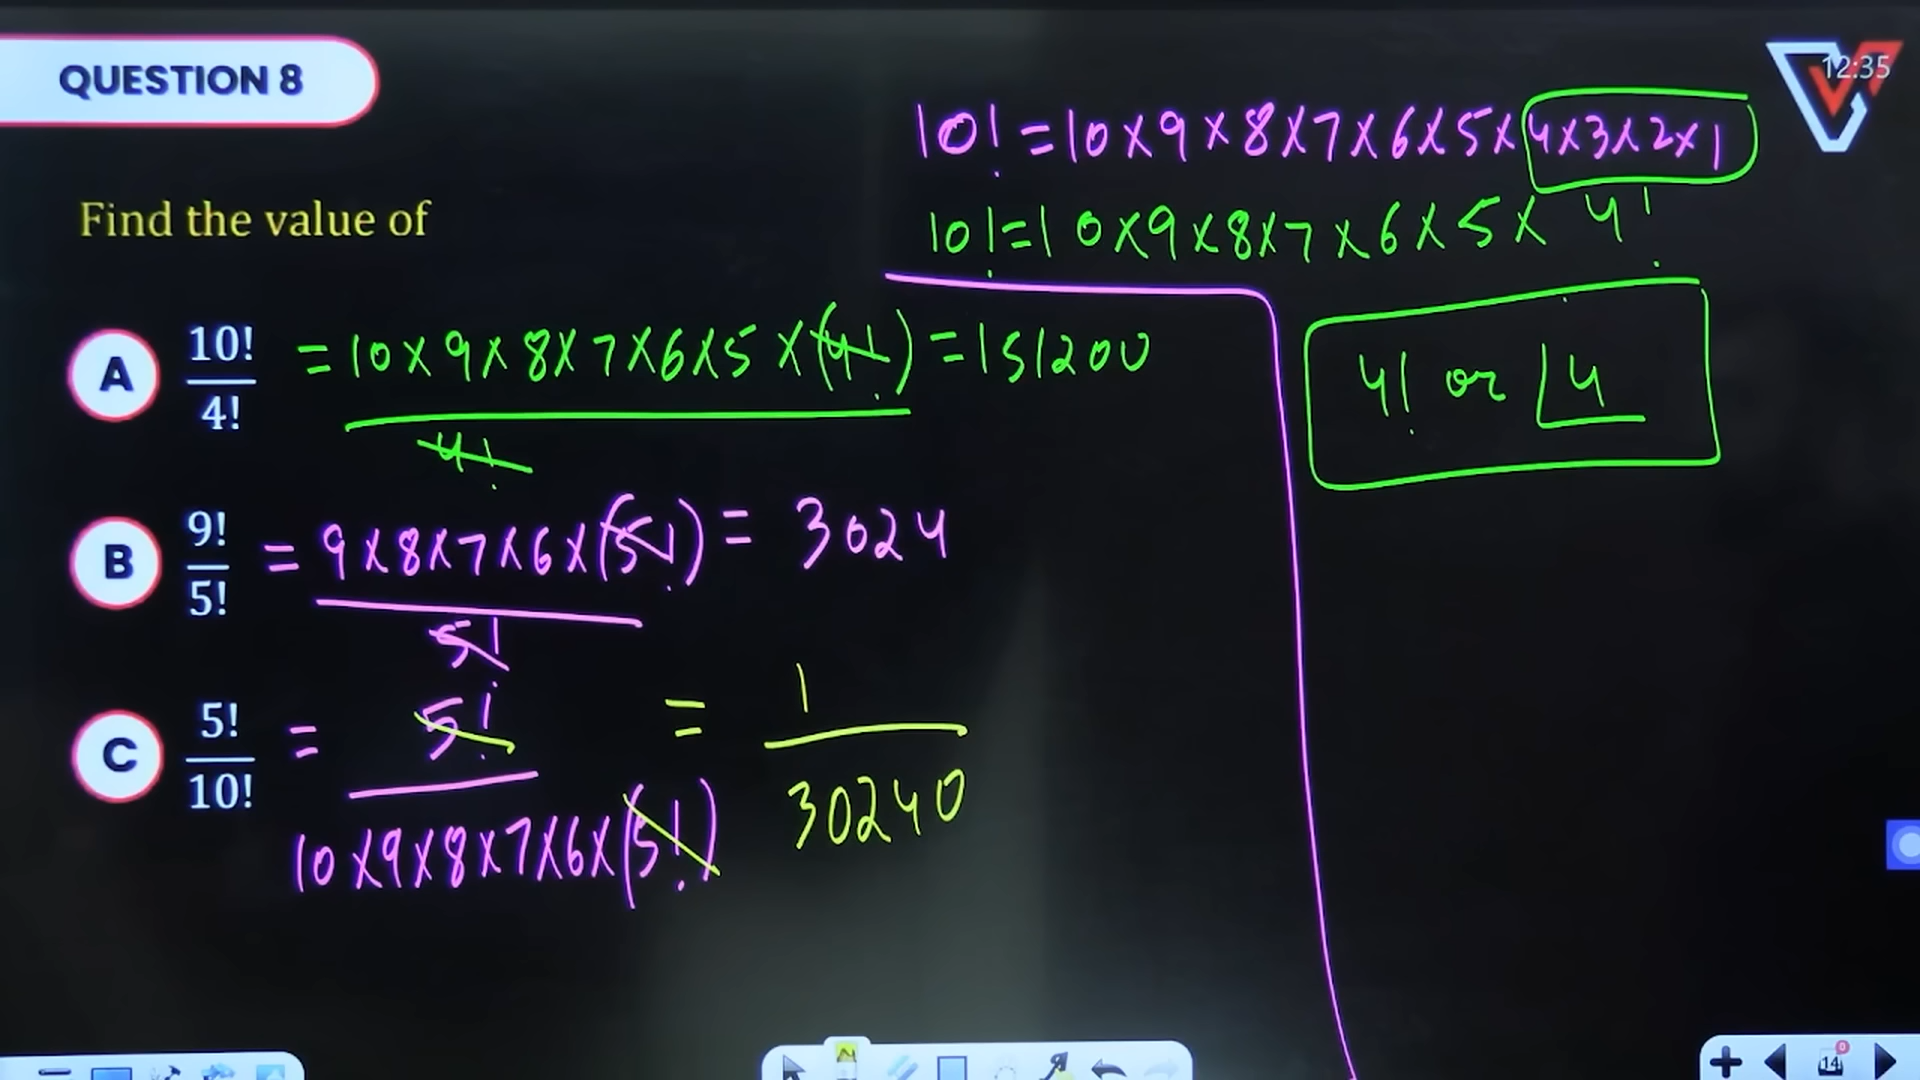 QUESTION 8
12:35
10! = 10 × 9 × 8 × 7 × 6 × 5 × 4 × 3 × 2 × 1
10! = 10 × 9 × 8 × 7 × 6 × 5 × 4!
Find the value of
A 10!/4! = 10 × 9 × 8 × 7 × 6 × 5 × (4!) / 4! = 151200
4! or |4
B 9!/5! = 9 × 8 × 7 × 6 × (5!) / 5! = 3024
C 5!/10! = 5! / 10 × 9 × 8 × 7 × 6 × (5!) = 1 / 30240
0
14